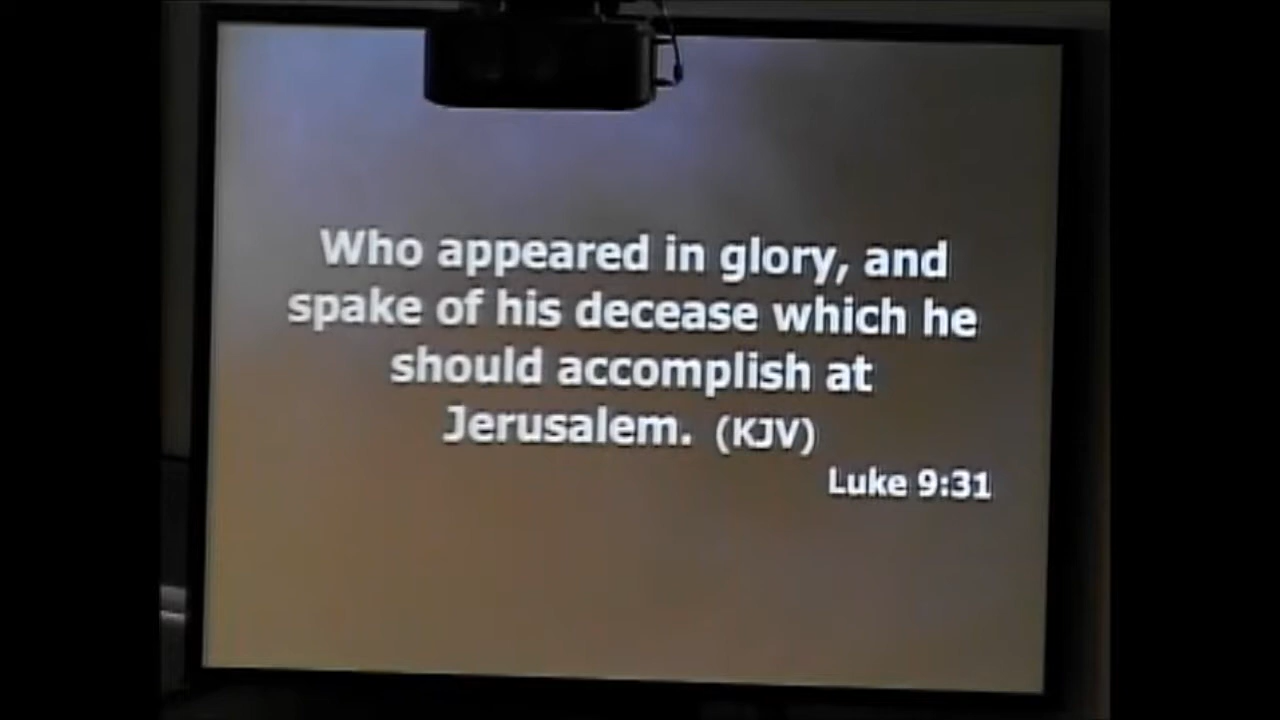 Who appeared in glory, and
spake of his decease which he
should accomplish at
Jerusalem. (KJV)
Luke 9:31